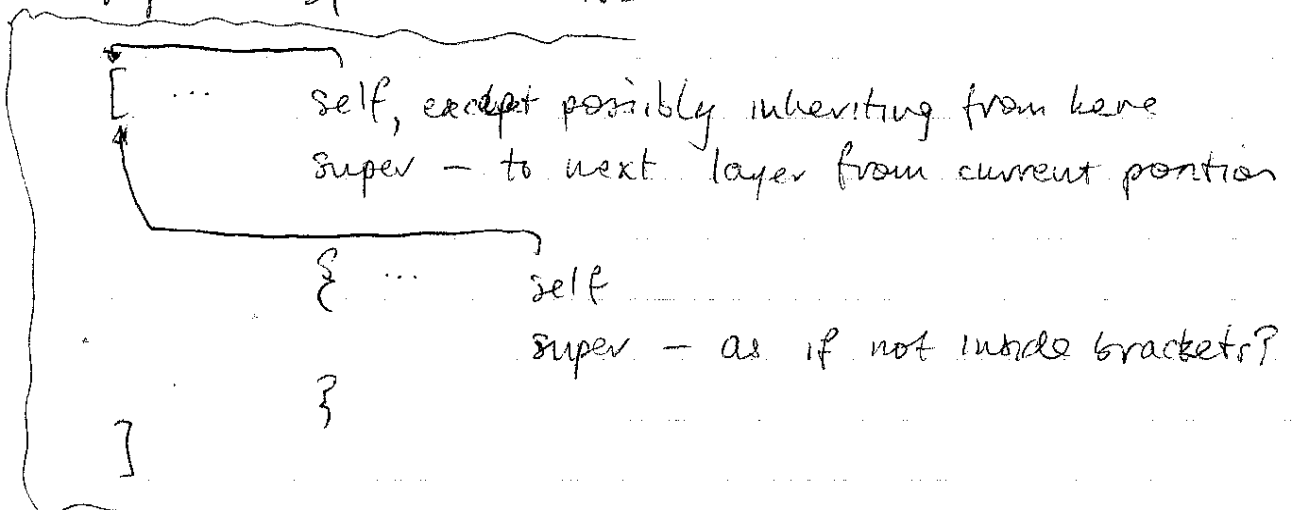 [ ... self, except possibly inheriting from here
super – to next layer from current portion
{ ... self
super – as if not inside brackets?
}
]